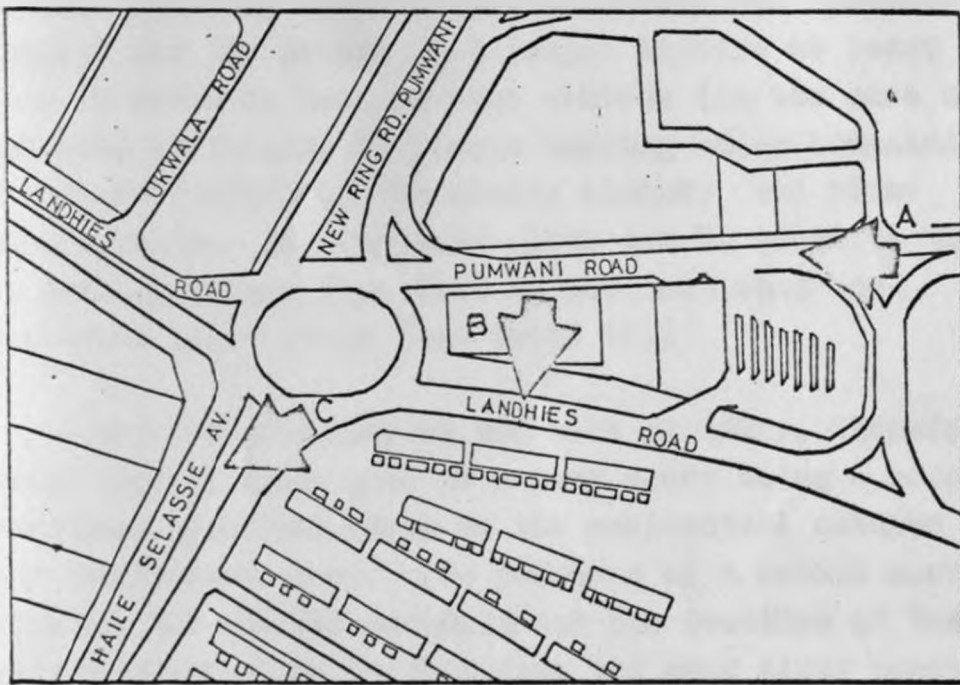 UKWALA ROAD
NEW RING RD. PUMWANI
LANDHIES
ROAD
PUMWANI ROAD
A
B
LANDHIES ROAD
C
HAILE SELASSIE AV.